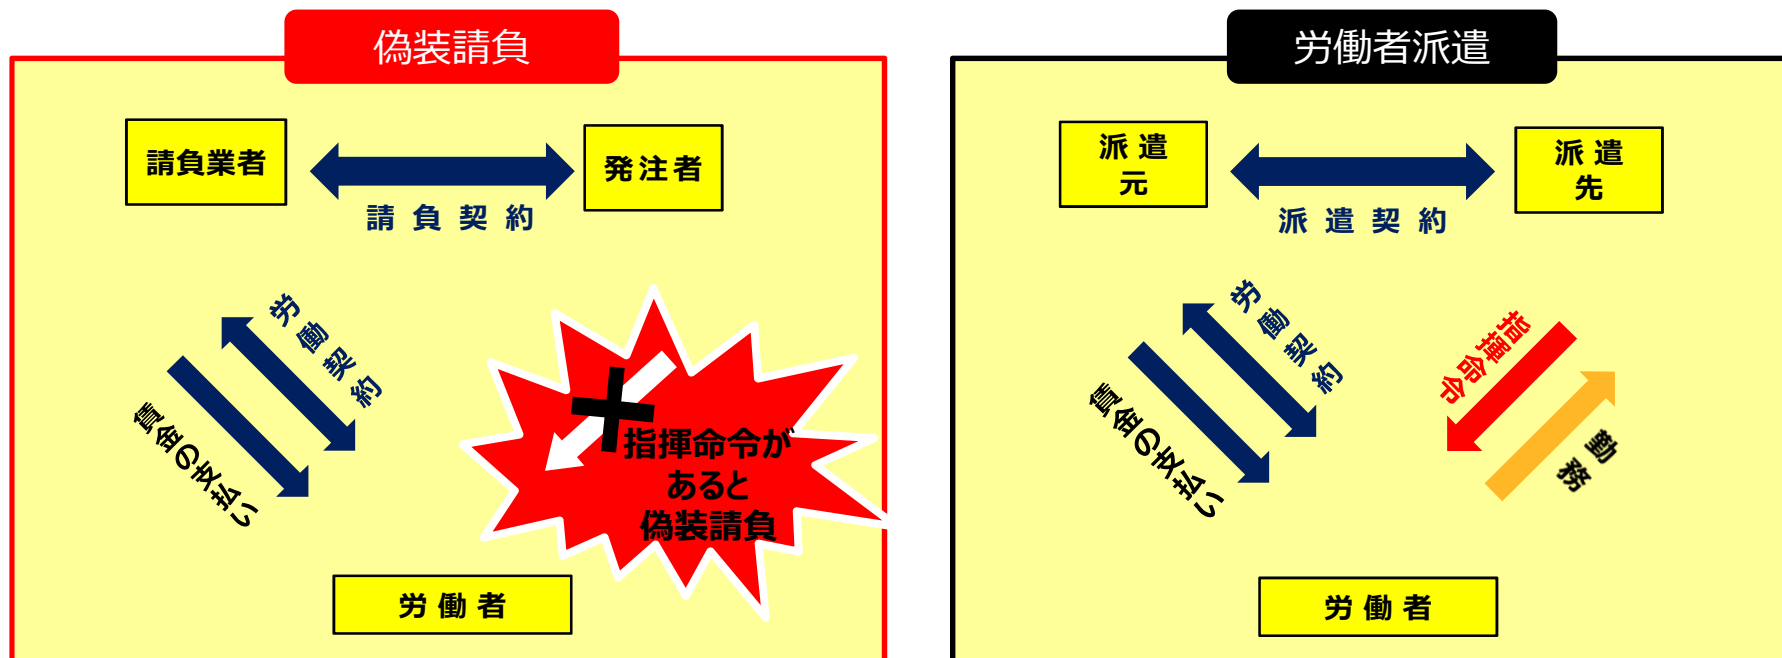 偽装請負
請負業者
発注者
請負契約
労働契約
賃金の支払い
指揮命令が
あると
偽装請負
労働者
労働者派遣
派遣
元
派遣
先
派遣契約
労働契約
賃金の支払い
指揮命令
勤務
労働者